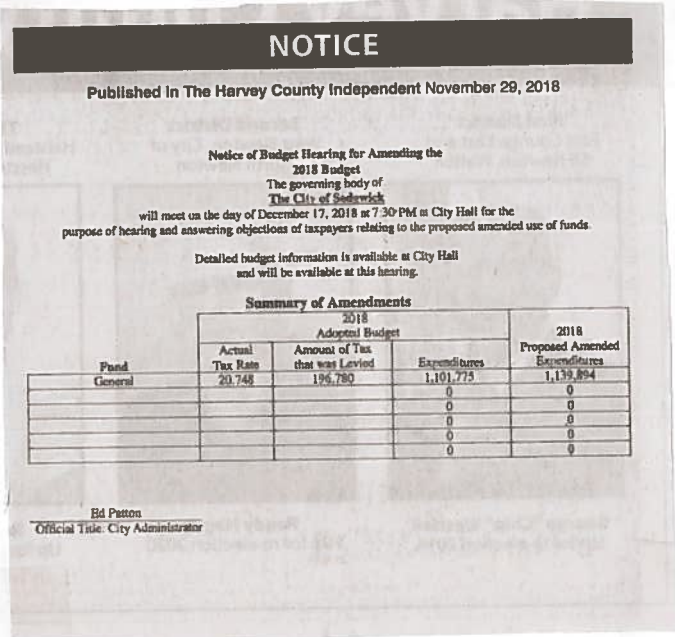 NOTICE
Published In The Harvey County Independent November 29, 2018
Notice of Budget Hearing for Amending the
2018 Budget
The governing body of
The City of Sedgwick
will meet on the day of December 17, 2018 at 7:30 PM at City Hall for the
purpose of hearing and answering objections of taxpayers relating to the proposed amended use of funds.
Detailed budget information is available at City Hall
and will be available at this hearing.
Summary of Amendments
2018
Adopted Budget
2018
Actual Amount of Tax Proposed Amended
Fund Tax Rate that was Levied Expenditures Expenditures
General 20.748 196,780 1,101,775 1,139,894
0 0
0 0
0 0
0 0
0 0
Ed Patton
Official Title: City Administrator